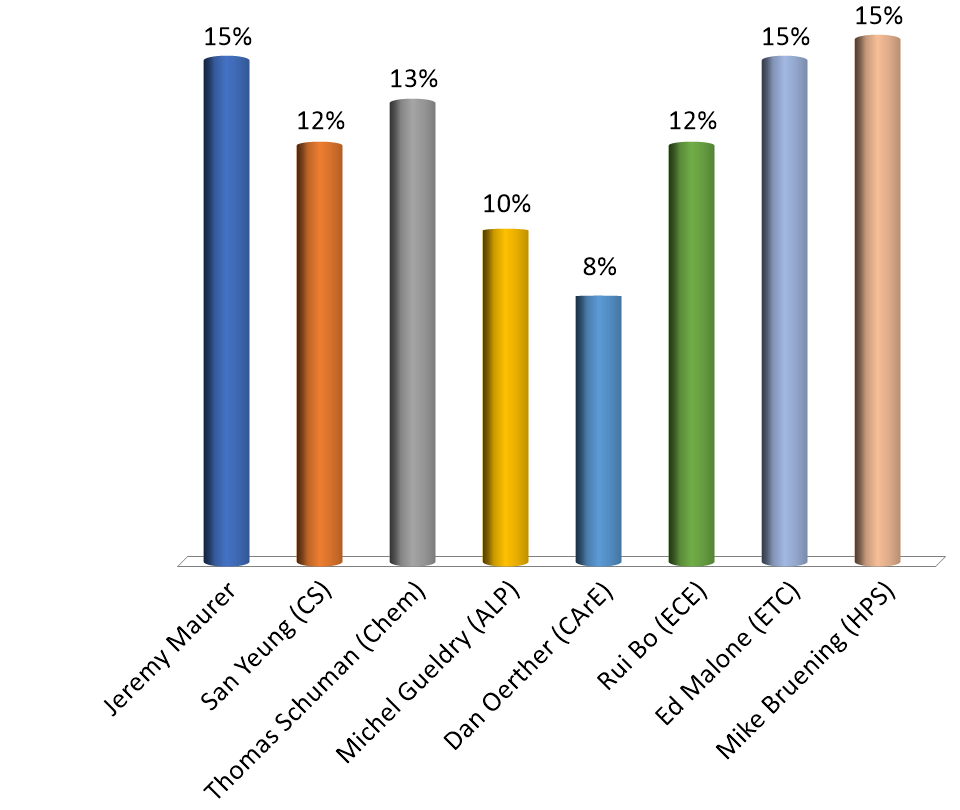 15%
12%
13%
10%
8%
12%
15%
15%
Jeremy Maurer
San Yeung (CS)
Thomas Schuman (Chem)
Michel Gueldry (ALP)
Dan Oerther (CArE)
Rui Bo (ECE)
Ed Malone (ETC)
Mike Bruening (HPS)